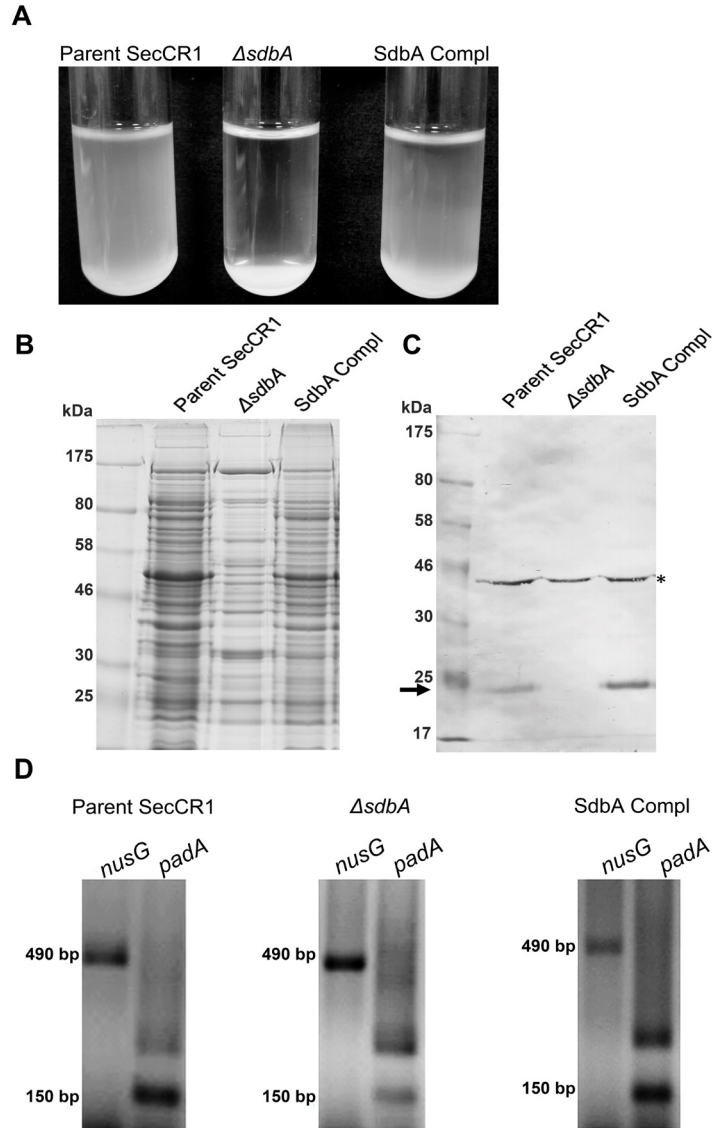 A
Parent SecCR1 ΔsdbA SdbA Compl
B
Parent SecCR1
ΔsdbA
SdbA Compl
kDa
175
80
58
46
30
25
C
Parent SecCR1
ΔsdbA
SdbA Compl
kDa
175
80
58
46
*
30
25
17
D
Parent SecCR1 ΔsdbA SdbA Compl
nusG padA nusG padA nusG padA
490 bp 490 bp 490 bp
150 bp 150 bp 150 bp